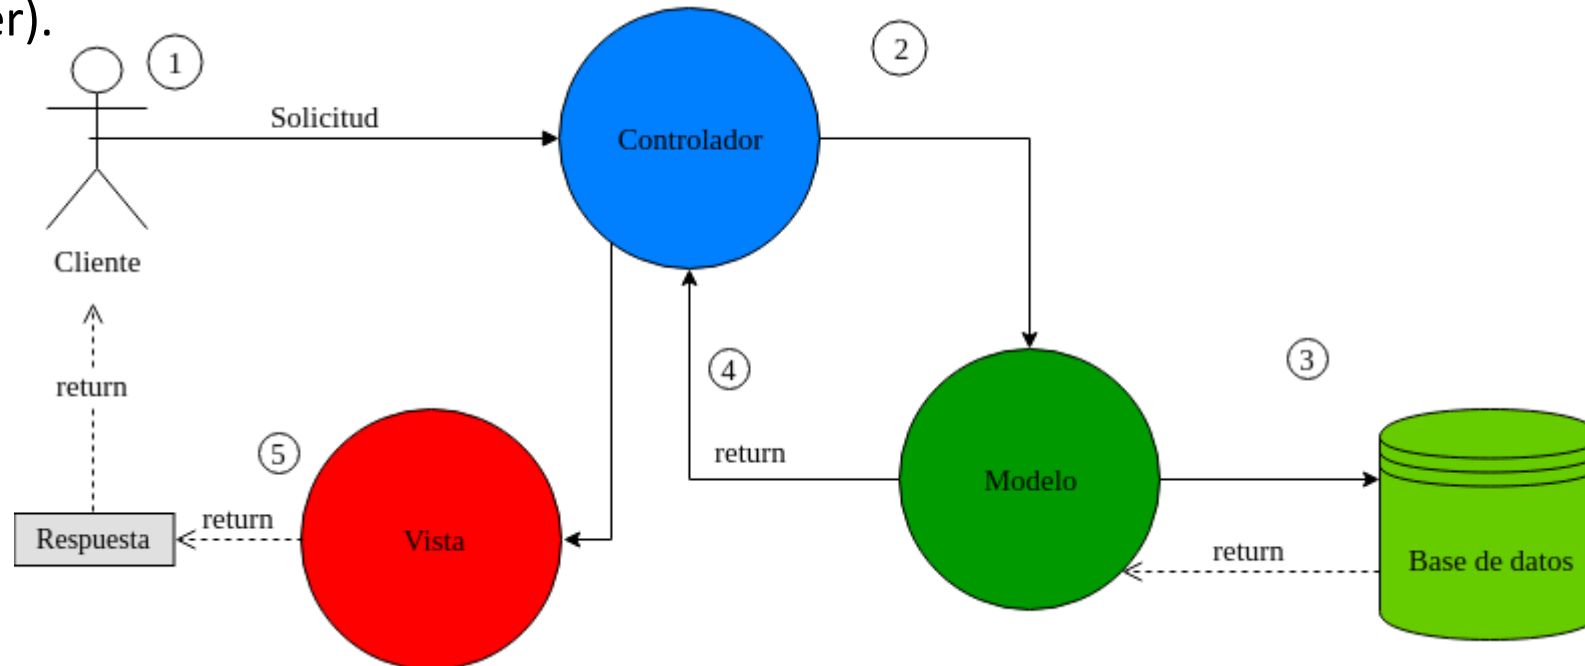 er).
1
2
Solicitud
Controlador
Cliente
3
4
return
return
5
Modelo
Respuesta
return
Vista
return
Base de datos